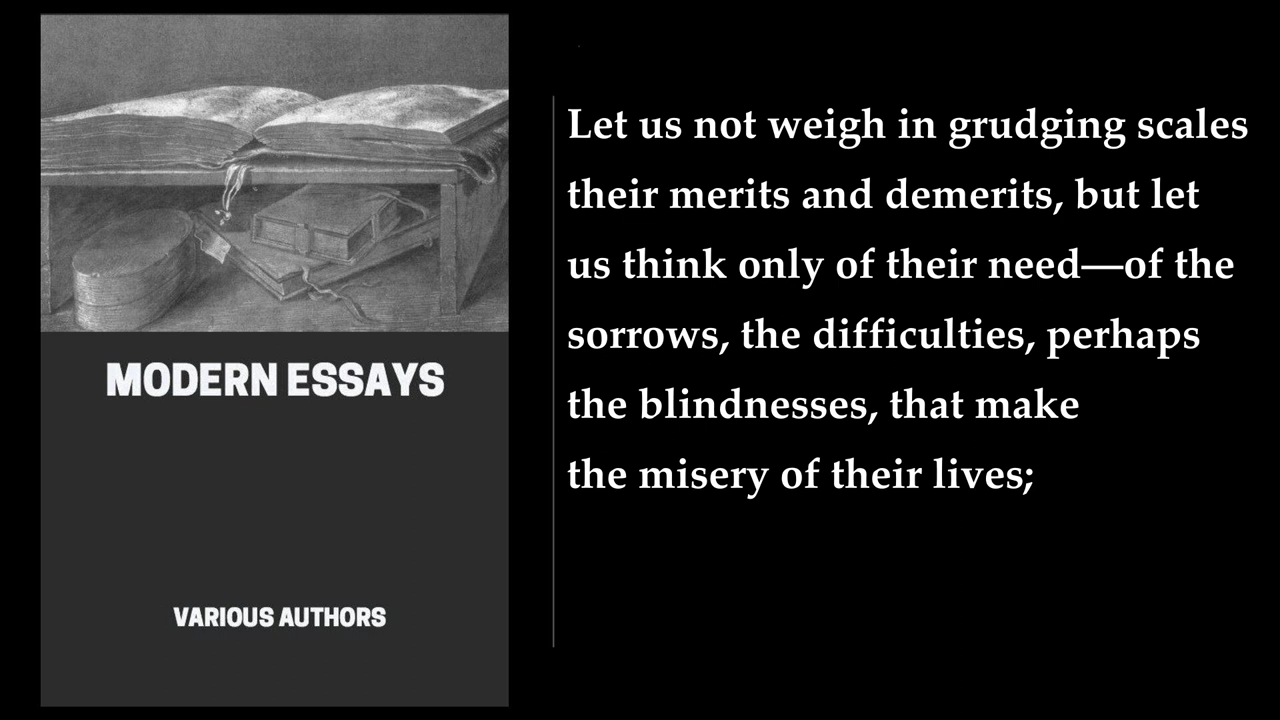 MODERN ESSAYS
VARIOUS AUTHORS
Let us not weigh in grudging scales
their merits and demerits, but let
us think only of their need—of the
sorrows, the difficulties, perhaps
the blindnesses, that make
the misery of their lives;